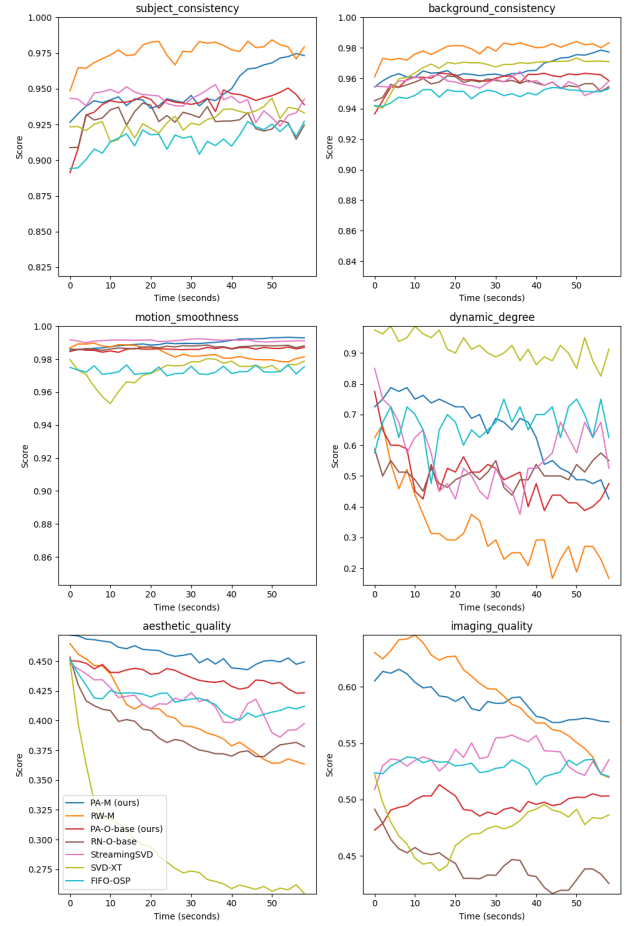 subject_consistency
1.000
0.975
0.950
0.925
0.900
0.875
0.850
0.825
Score
0 10 20 30 40 50
Time (seconds)
background_consistency
1.00
0.98
0.96
0.94
0.92
0.90
0.88
0.86
0.84
Score
0 10 20 30 40 50
Time (seconds)
motion_smoothness
1.00
0.98
0.96
0.94
0.92
0.90
0.88
0.86
Score
0 10 20 30 40 50
Time (seconds)
dynamic_degree
0.9
0.8
0.7
0.6
0.5
0.4
0.3
0.2
Score
0 10 20 30 40 50
Time (seconds)
aesthetic_quality
0.450
0.425
0.400
0.375
0.350
0.325
0.300
0.275
Score
PA-M (ours)
RW-M
PA-O-base (ours)
RN-O-base
StreamingSVD
SVD-XT
FIFO-OSP
0 10 20 30 40 50
Time (seconds)
imaging_quality
0.60
0.55
0.50
0.45
Score
0 10 20 30 40 50
Time (seconds)